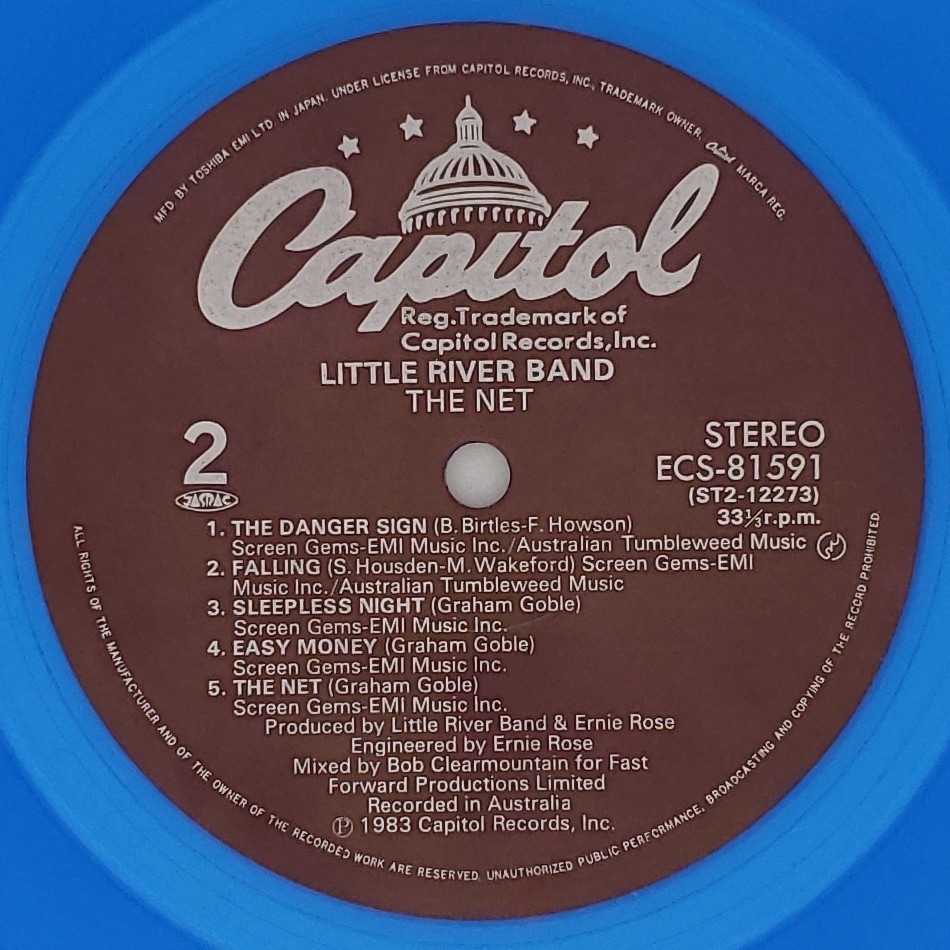 MFD BY TOSHIBA EMI LTD. IN JAPAN. UNDER LICENSE FROM CAPITOL RECORDS, INC., TRADEMARK OWNER. Capitol MARCA REG.
Capitol
Reg.Trademark of
Capitol Records,Inc.
LITTLE RIVER BAND
THE NET
2
JASRAC
STEREO
ECS-81591
(ST2-12273)
33⅓r.p.m.
1. THE DANGER SIGN (B.Birtles-F. Howson)
Screen Gems-EMI Music Inc./Australian Tumbleweed Music
2. FALLING (S.Housden-M.Wakeford) Screen Gems-EMI
Music Inc./Australian Tumbleweed Music
3. SLEEPLESS NIGHT (Graham Goble)
Screen Gems-EMI Music Inc.
4. EASY MONEY (Graham Goble)
Screen Gems-EMI Music Inc.
5. THE NET (Graham Goble)
Screen Gems-EMI Music Inc.
Produced by Little River Band & Ernie Rose
Engineered by Ernie Rose
Mixed by Bob Clearmountain for Fast
Forward Productions Limited
Recorded in Australia
℗ 1983 Capitol Records, Inc.
ALL RIGHTS OF THE MANUFACTURER AND OF THE OWNER OF THE RECORDED WORK ARE RESERVED. UNAUTHORIZED PUBLIC PERFORMANCE, BROADCASTING AND COPYING OF THE RECORD PROHIBITED.